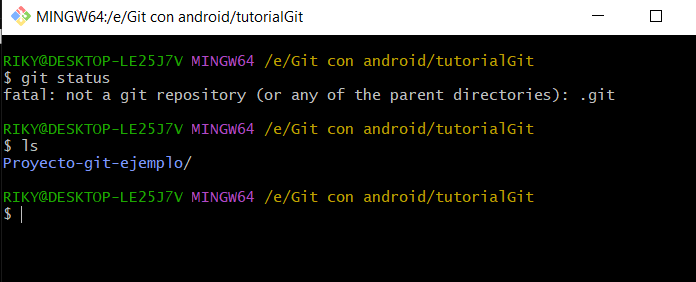 MINGW64:/e/Git con android/tutorialGit
RIKY@DESKTOP-LE25J7V MINGW64 /e/Git con android/tutorialGit
$ git status
fatal: not a git repository (or any of the parent directories): .git
RIKY@DESKTOP-LE25J7V MINGW64 /e/Git con android/tutorialGit
$ ls
Proyecto-git-ejemplo/
RIKY@DESKTOP-LE25J7V MINGW64 /e/Git con android/tutorialGit
$